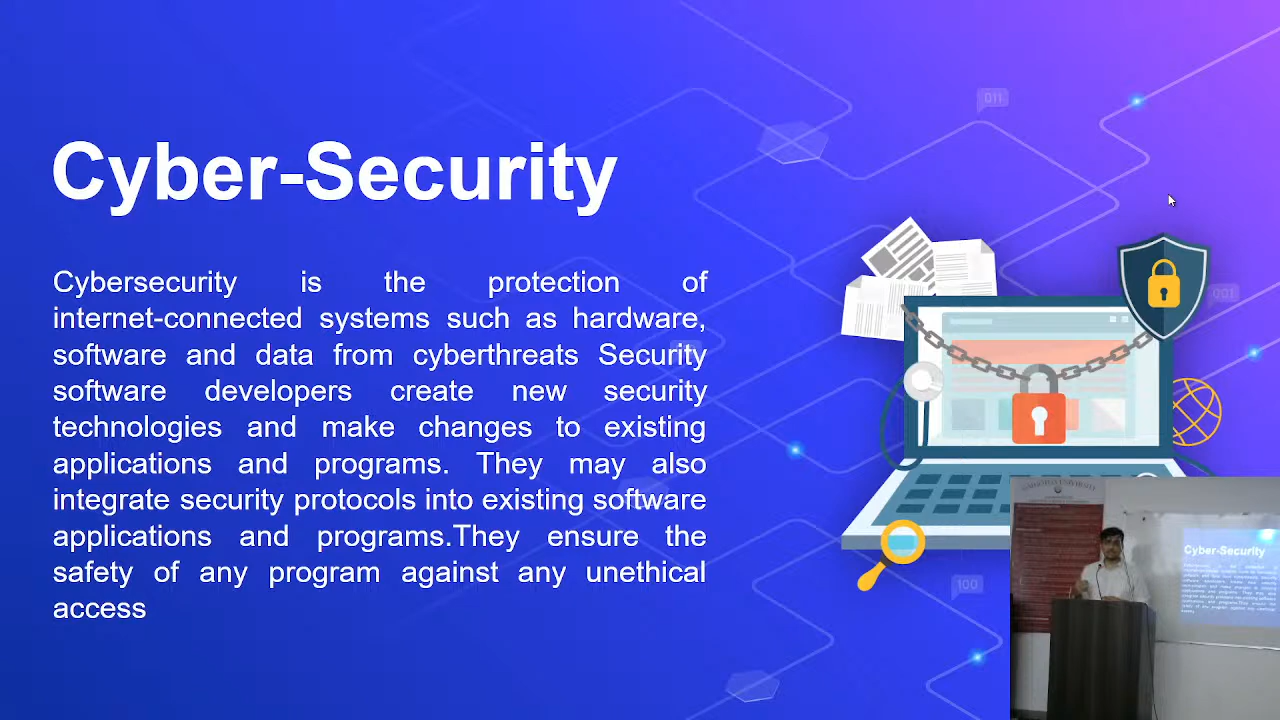 011
Cyber-Security
Cybersecurity is the protection of
internet-connected systems such as hardware,
software and data from cyberthreats Security
software developers create new security
technologies and make changes to existing
applications and programs. They may also
integrate security protocols into existing software
applications and programs.They ensure the
safety of any program against any unethical
access
001
100
Cyber-Security